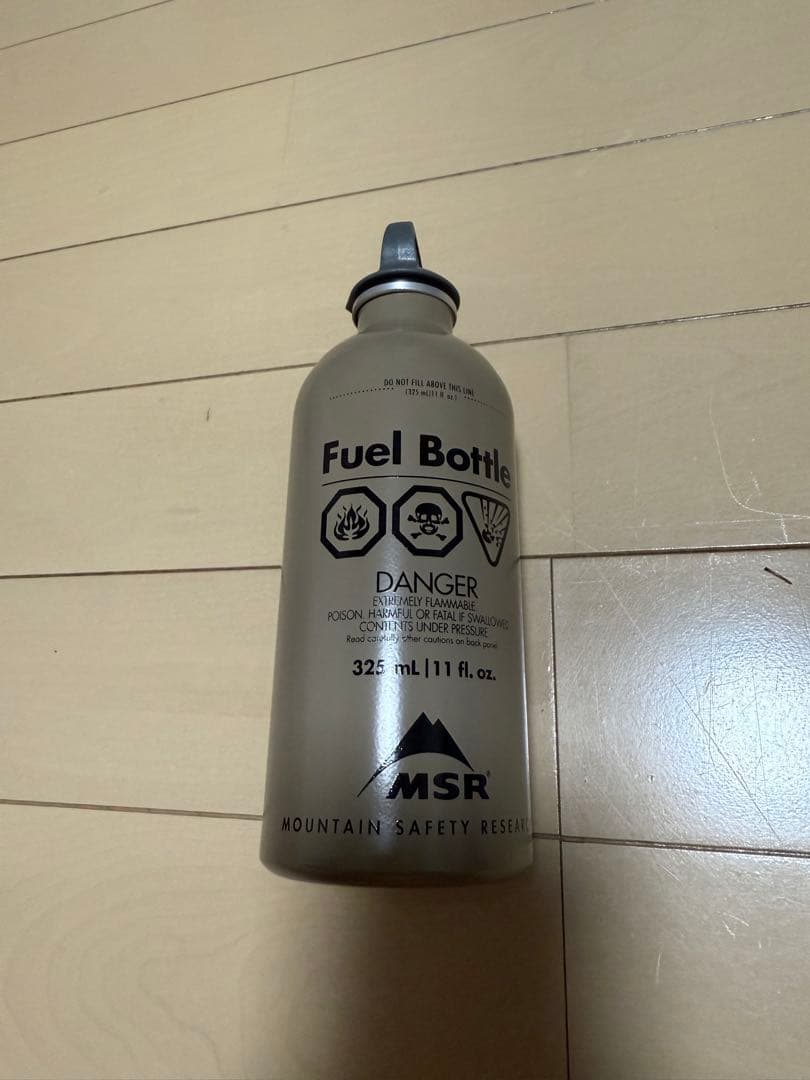 DO NOT FILL ABOVE THIS LINE
(325 mL/11 fl. oz.)
Fuel Bottle
DANGER
EXTREMELY FLAMMABLE.
POISON. HARMFUL OR FATAL IF SWALLOWED
CONTENTS UNDER PRESSURE
Read carefully other cautions on back panel
325 mL | 11 fl. oz.
MSR®
MOUNTAIN SAFETY RESEARC